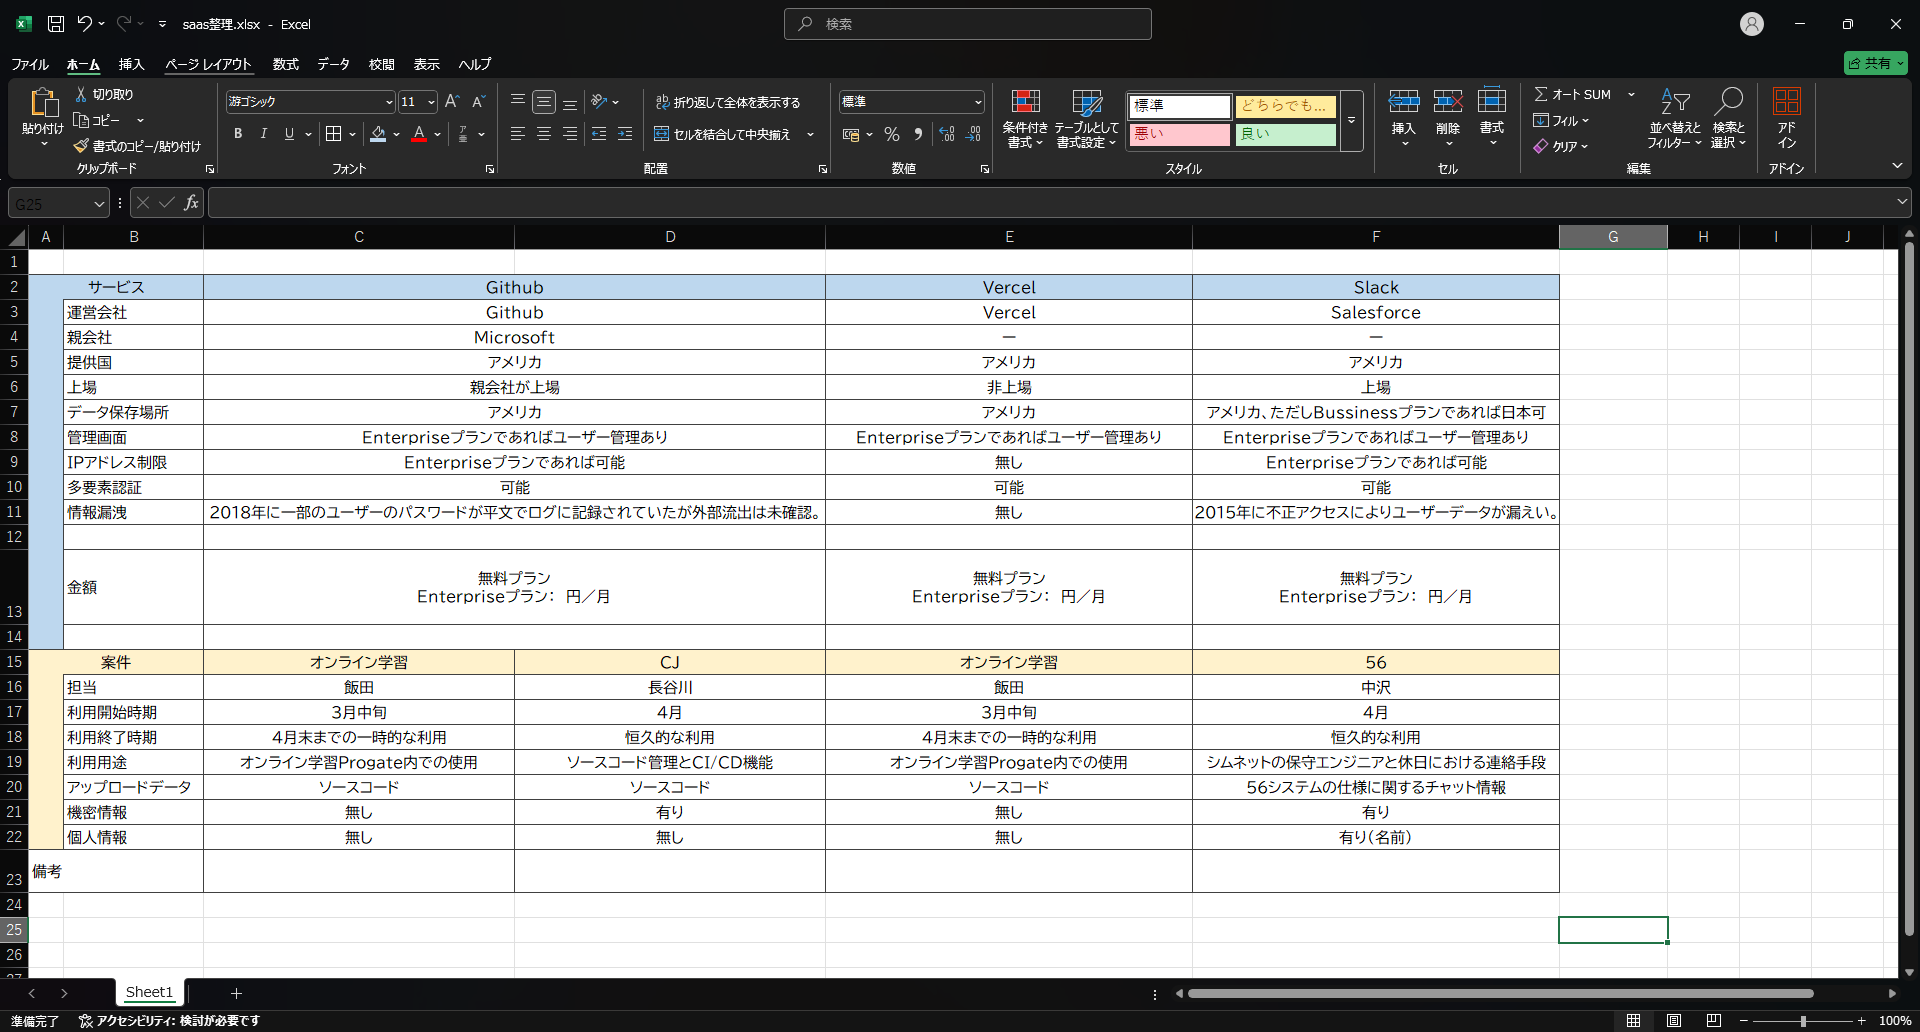 saas整理.xlsx - Excel
検索
ファイル ホーム 挿入 ページ レイアウト 数式 データ 校閲 表示 ヘルプ
共有
貼り付け
切り取り
コピー
書式のコピー/貼り付け
クリップボード
游ゴシック 11
B I U
フォント
折り返して全体を表示する
セルを結合して中央揃え
配置
標準
数値
条件付き書式
テーブルとして書式設定
標準 どちらでも...
悪い 良い
スタイル
挿入 削除 書式
セル
オート SUM
フィル
クリア
並べ替えとフィルター
検索と選択
編集
アドイン
アドイン
G25 fx
A B C D E F G H I J
1
2 サービス Github Vercel Slack
3 運営会社 Github Vercel Salesforce
4 親会社 Microsoft ー ー
5 提供国 アメリカ アメリカ アメリカ
6 上場 親会社が上場 非上場 上場
7 データ保存場所 アメリカ アメリカ アメリカ、ただしBussinessプランであれば日本可
8 管理画面 Enterpriseプランであればユーザー管理あり Enterpriseプランであればユーザー管理あり Enterpriseプランであればユーザー管理あり
9 IPアドレス制限 Enterpriseプランであれば可能 無し Enterpriseプランであれば可能
10 多要素認証 可能 可能 可能
11 情報漏洩 2018年に一部のユーザーのパスワードが平文でログに記録されていたが外部流出は未確認。 無し 2015年に不正アクセスによりユーザーデータが漏えい。
12
無料プラン 無料プラン 無料プラン
13 金額 Enterpriseプラン： 円／月 Enterpriseプラン： 円／月 Enterpriseプラン： 円／月
14
15 案件 オンライン学習 CJ オンライン学習 56
16 担当 飯田 長谷川 飯田 中沢
17 利用開始時期 3月中旬 4月 3月中旬 4月
18 利用終了時期 4月末までの一時的な利用 恒久的な利用 4月末までの一時的な利用 恒久的な利用
19 利用用途 オンライン学習Progate内での使用 ソースコード管理とCI/CD機能 オンライン学習Progate内での使用 シムネットの保守エンジニアと休日における連絡手段
20 アップロードデータ ソースコード ソースコード ソースコード 56システムの仕様に関するチャット情報
21 機密情報 無し 有り 無し 有り
22 個人情報 無し 無し 無し 有り（名前）
23 備考
24
25
26
27
Sheet1
準備完了 アクセシビリティ: 検討が必要です 100%